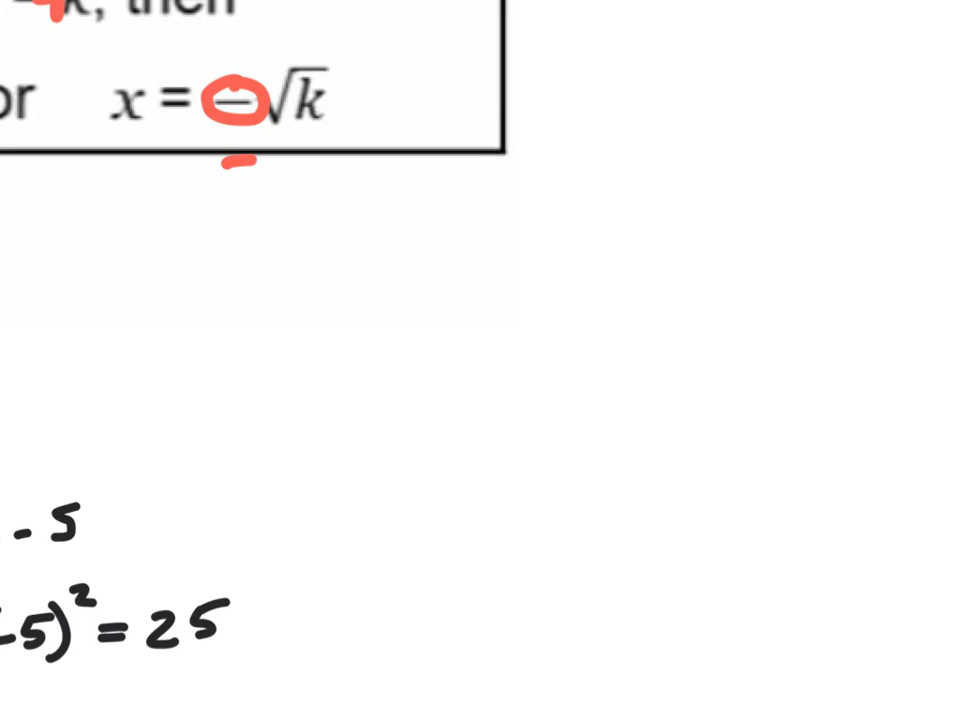 k, then
or x = −√k
- 5
-5)² = 25